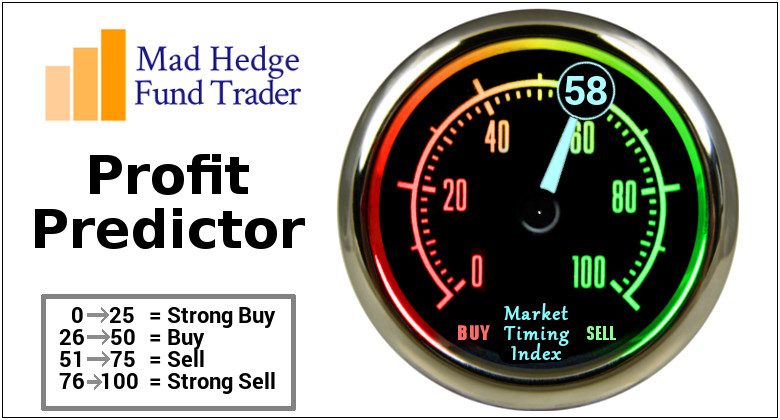 Mad Hedge
Fund Trader
Profit
Predictor
0→25 = Strong Buy
26→50 = Buy
51→75 = Sell
76→100 = Strong Sell
58
40
60
20
80
0
100
BUY
Market
Timing
Index
SELL